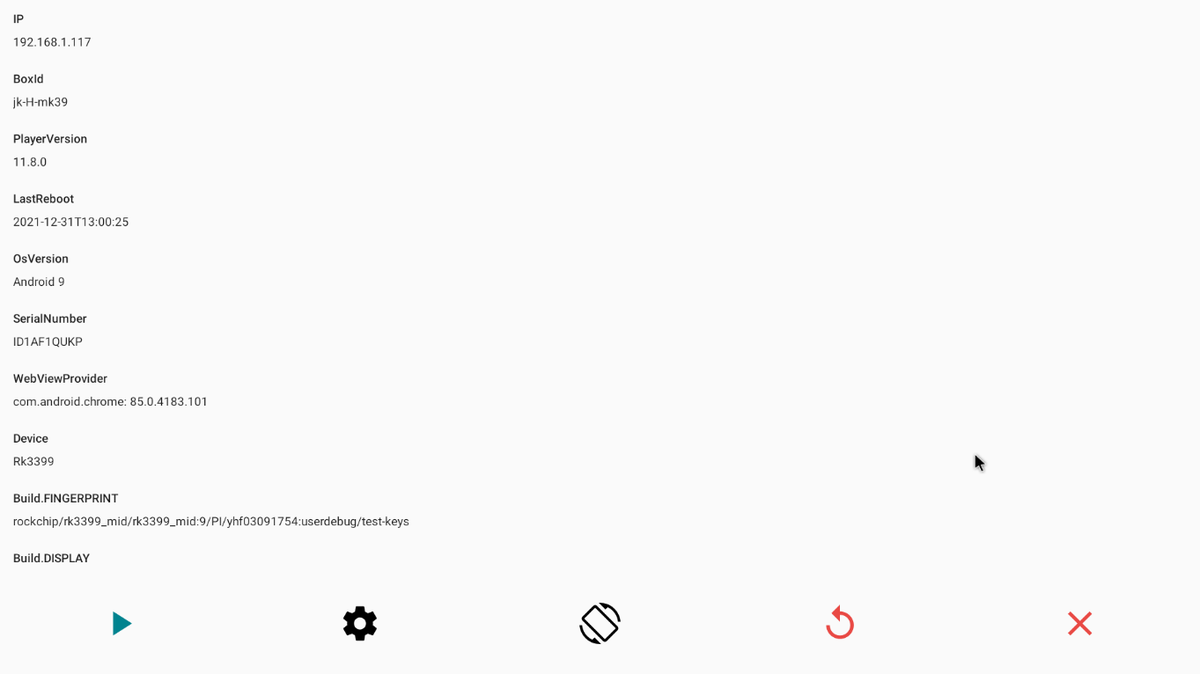 IP
192.168.1.117
BoxId
jk-H-mk39
PlayerVersion
11.8.0
LastReboot
2021-12-31T13:00:25
OsVersion
Android 9
SerialNumber
ID1AF1QUKP
WebViewProvider
com.android.chrome: 85.0.4183.101
Device
Rk3399
Build.FINGERPRINT
rockchip/rk3399_mid/rk3399_mid:9/PI/yhf03091754:userdebug/test-keys
Build.DISPLAY